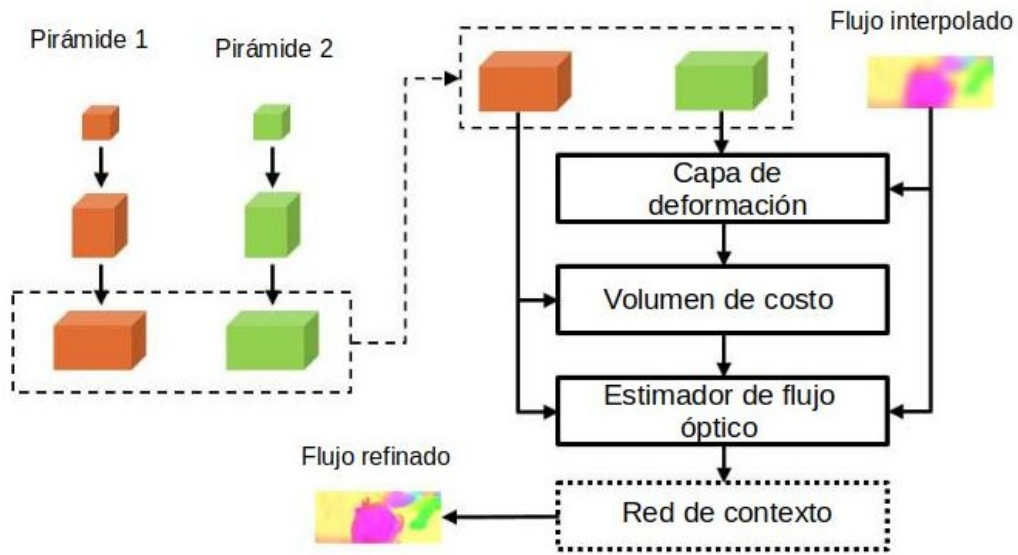 Pirámide 1
Pirámide 2
Flujo interpolado
Capa de
deformación
Volumen de costo
Estimador de flujo
óptico
Flujo refinado
Red de contexto